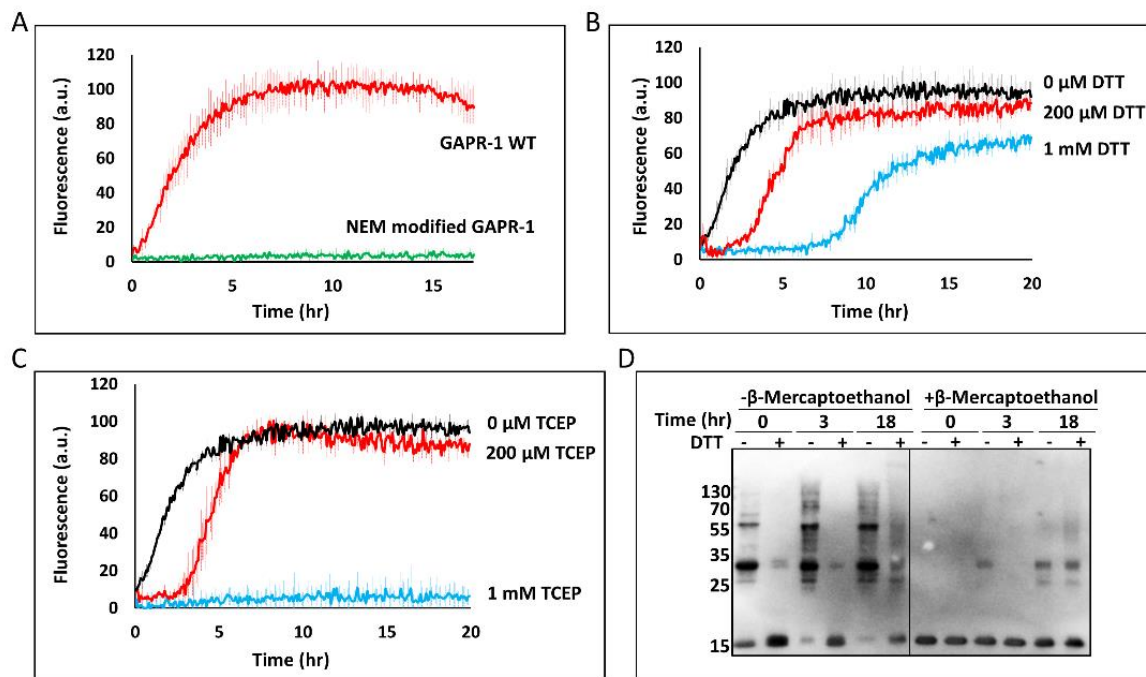 A
Fluorescence (a.u.)
120
100
80
60
40
20
0
GAPR-1 WT
NEM modified GAPR-1
0 5 10 15
Time (hr)
B
Fluorescence (a.u.)
120
100
80
60
40
20
0
0 µM DTT
200 µM DTT
1 mM DTT
0 5 10 15 20
Time (hr)
C
Fluorescence (a.u.)
120
100
80
60
40
20
0
0 µM TCEP
200 µM TCEP
1 mM TCEP
0 5 10 15 20
Time (hr)
D
-β-Mercaptoethanol +β-Mercaptoethanol
Time (hr) 0 3 18 0 3 18
DTT - + - + - + - + - + - +
130
70
55
35
25
15